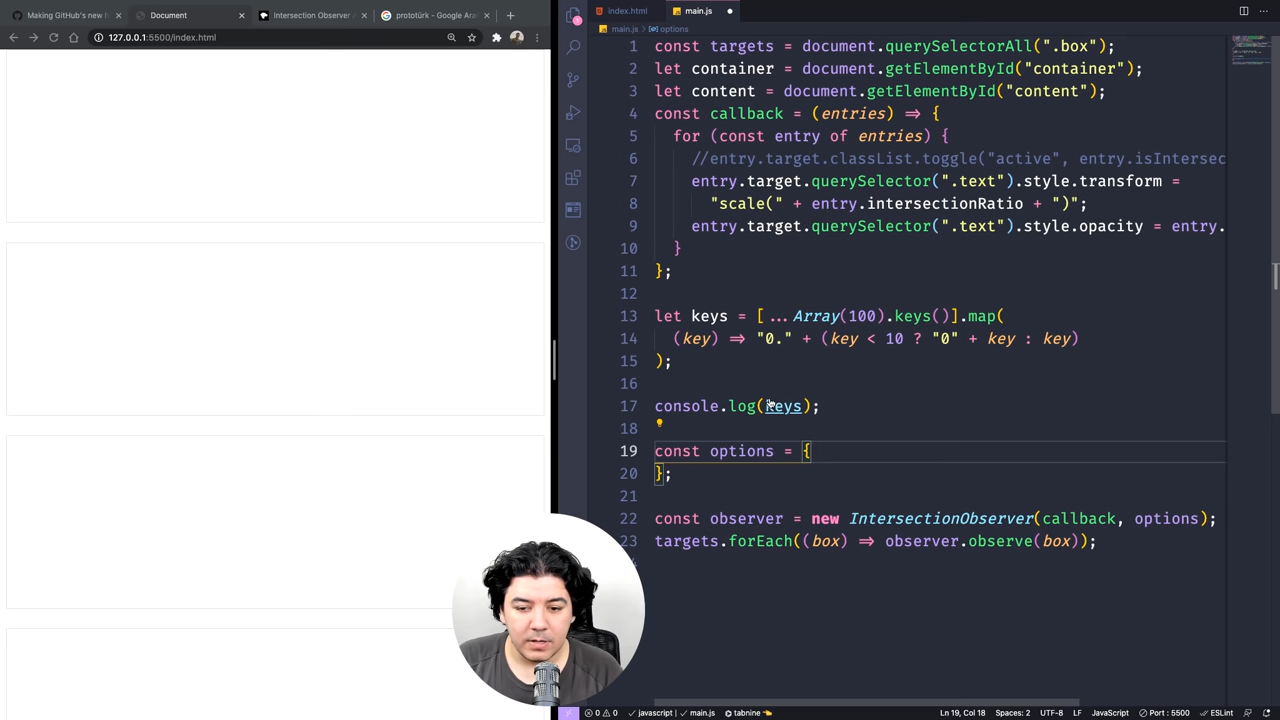 Making GitHub's new h
Document
Intersection Observer A
prototürk - Google Ara
127.0.0.1:5500/index.html
index.html
main.js
main.js
options
1 const targets = document.querySelectorAll(".box");
2 let container = document.getElementById("container");
3 let content = document.getElementById("content");
4 const callback = (entries) => {
5 for (const entry of entries) {
6 //entry.target.classList.toggle("active", entry.isIntersec
7 entry.target.querySelector(".text").style.transform =
8 "scale(" + entry.intersectionRatio + ")";
9 entry.target.querySelector(".text").style.opacity = entry.
10 }
11 };
12
13 let keys = [...Array(100).keys()].map(
14 (key) => "0." + (key < 10 ? "0" + key : key)
15 );
16
17 console.log(keys);
18
19 const options = {
20 };
21
22 const observer = new IntersectionObserver(callback, options);
23 targets.forEach((box) => observer.observe(box));
0 0 javascript main.js tabnine Ln 19, Col 18 Spaces: 2 UTF-8 LF JavaScript Port : 5500 ESLint